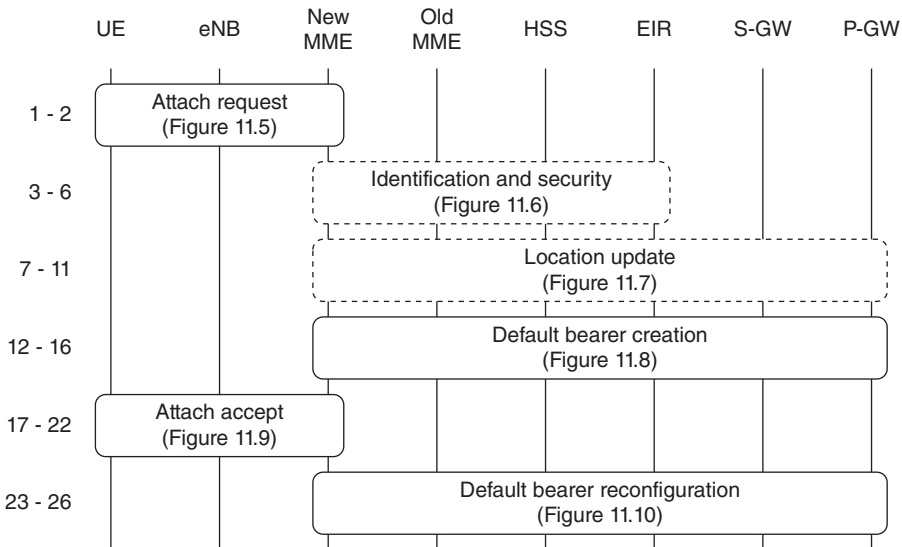 UE eNB New MME Old MME HSS EIR S-GW P-GW
1 - 2
Attach request
(Figure 11.5)
3 - 6
Identification and security
(Figure 11.6)
7 - 11
Location update
(Figure 11.7)
12 - 16
Default bearer creation
(Figure 11.8)
17 - 22
Attach accept
(Figure 11.9)
23 - 26
Default bearer reconfiguration
(Figure 11.10)